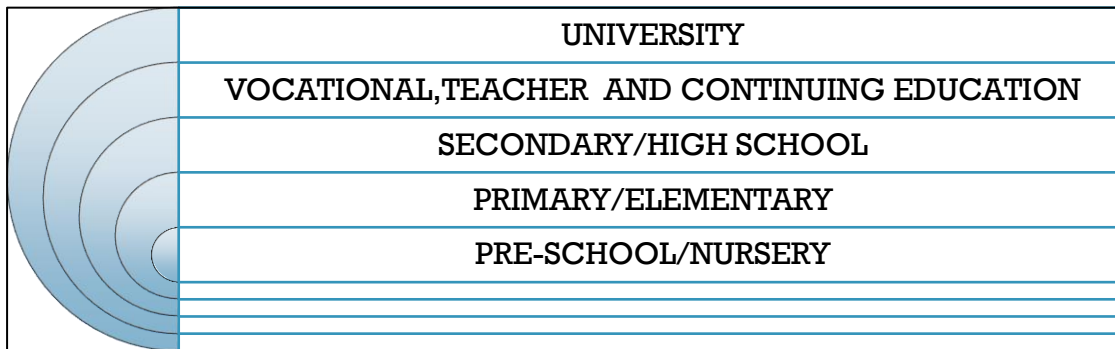 UNIVERSITY
VOCATIONAL,TEACHER AND CONTINUING EDUCATION
SECONDARY/HIGH SCHOOL
PRIMARY/ELEMENTARY
PRE-SCHOOL/NURSERY